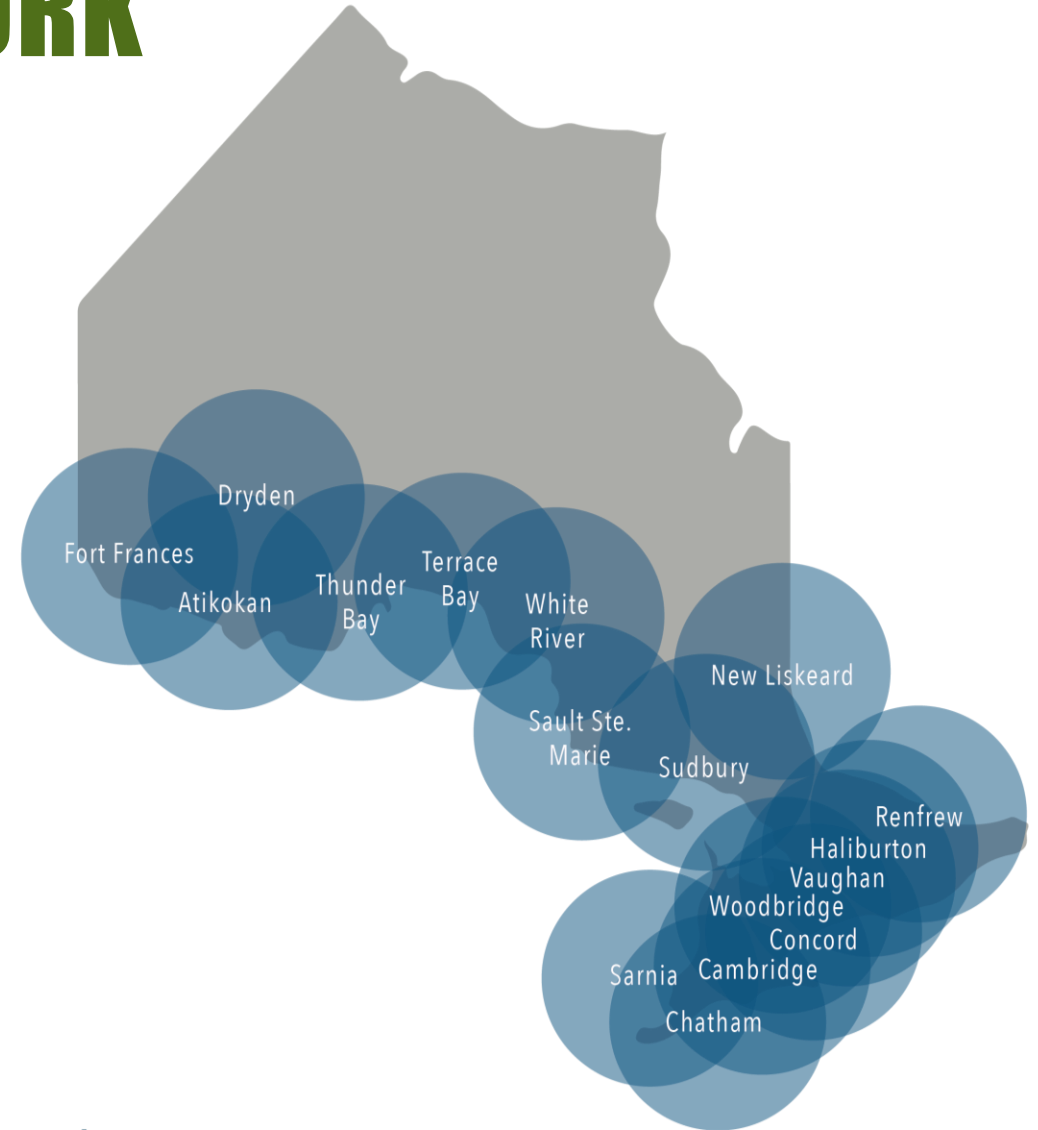 Dryden
Fort Frances
Atikokan
Thunder
Bay
Terrace
Bay
White
River
New Liskeard
Sault Ste.
Marie
Sudbury
Renfrew
Haliburton
Vaughan
Woodbridge
Concord
Cambridge
Sarnia
Chatham